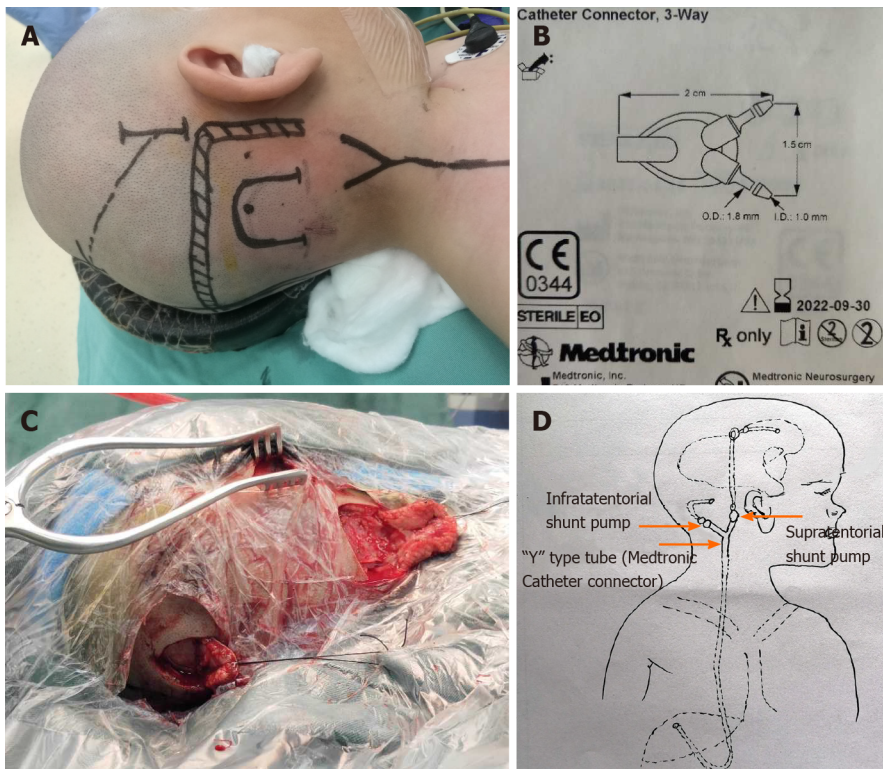 A
B
Catheter Connector, 3-Way
2 cm
1.5 cm
O.D.: 1.8 mm
I.D.: 1.0 mm
CE
0344
STERILE EO
2022-09-30
Rx only
2
2
Medtronic
Medtronic, Inc.
Medtronic Neurosurgery
C
D
Infratentorial
shunt pump
"Y" type tube (Medtronic
Catheter connector)
Supratentorial
shunt pump